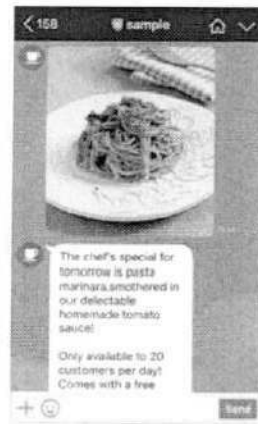 158
sample
The chef's special for
tomorrow is pasta
marinara,smothered in
our delectable
homemade tomato
sauce!
Only available to 20
customers per day!
Comes with a free
Send